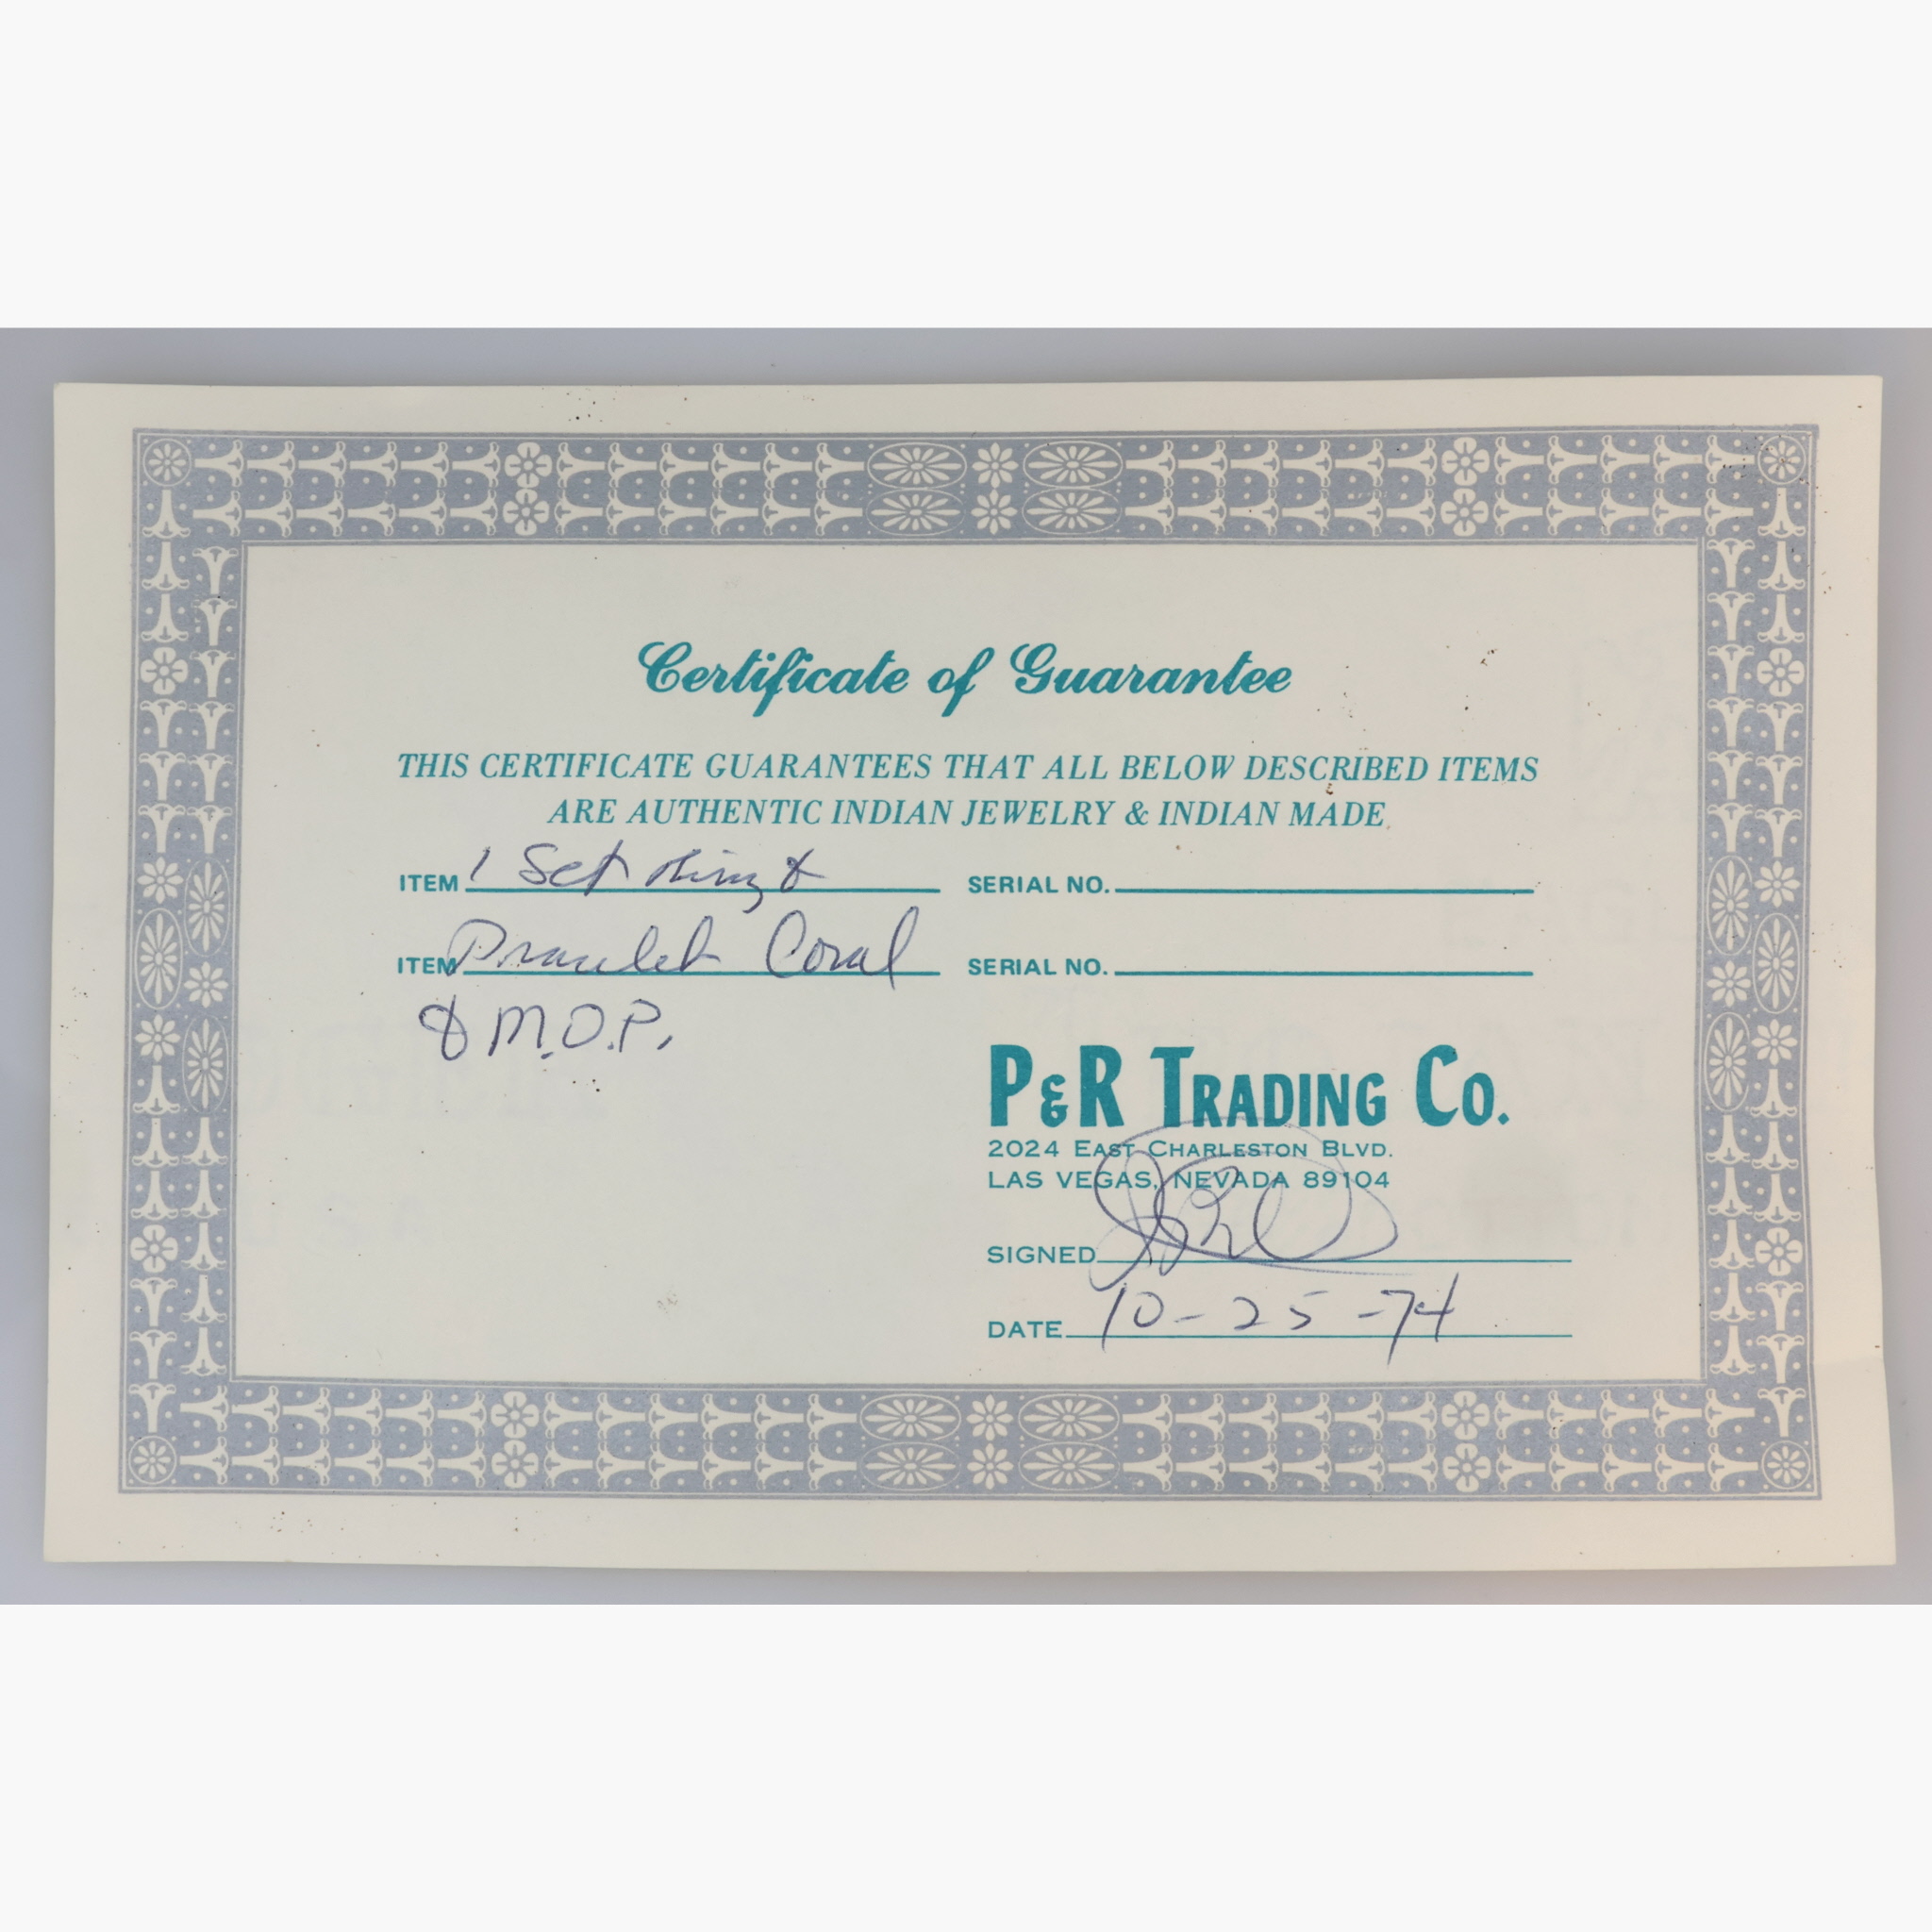 Certificate of Guarantee
THIS CERTIFICATE GUARANTEES THAT ALL BELOW DESCRIBED ITEMS
ARE AUTHENTIC INDIAN JEWELRY & INDIAN MADE
ITEM 1 Set Ring & SERIAL NO.
ITEM Bracelet Coral SERIAL NO.
& M.O.P.
P&R TRADING CO.
2024 EAST CHARLESTON BLVD.
LAS VEGAS, NEVADA 89104
SIGNED
DATE 10-25-74